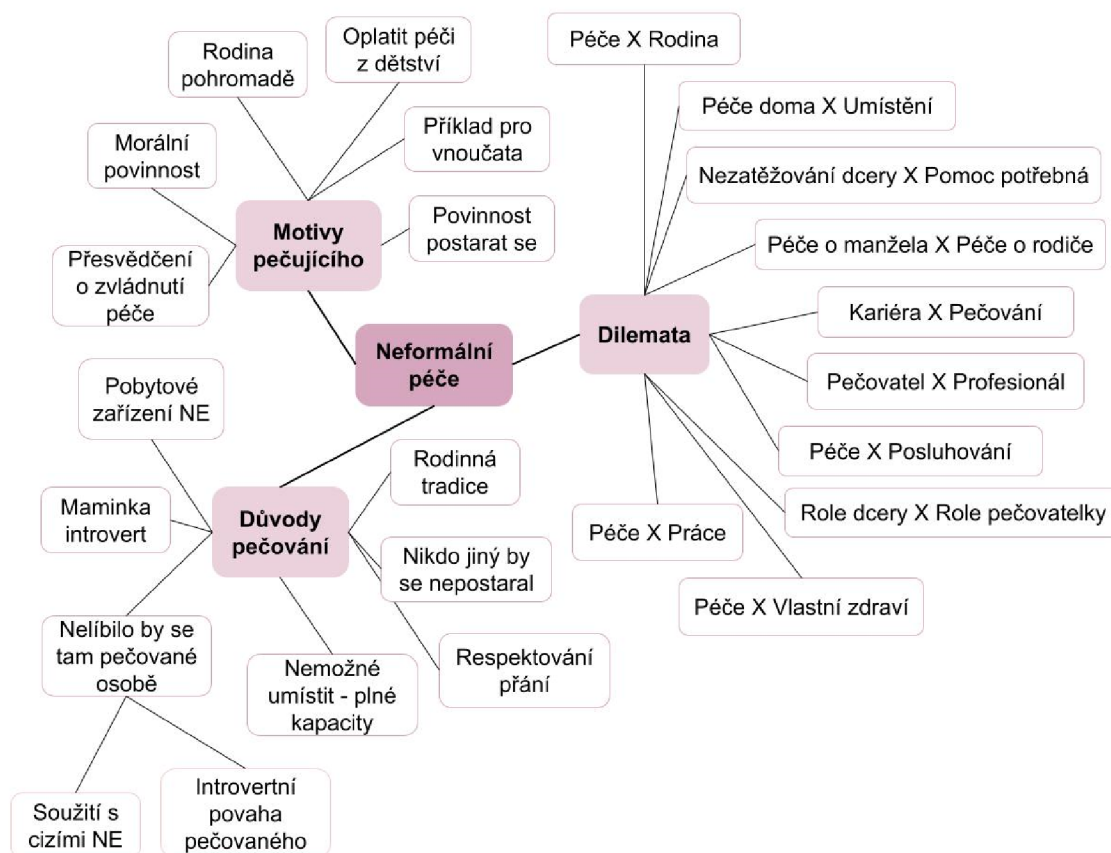 Rodina
pohromadě
Oplatit péči
z dětství
Morální
povinnost
Příklad pro
vnoučata
Přesvědčení
o zvládnutí
péče
Povinnost
postarat se
Motivy
pečujícího
Neformální
péče
Dilemata
Péče X Rodina
Péče doma X Umístění
Nezatěžování dcery X Pomoc potřebná
Péče o manžela X Péče o rodiče
Kariéra X Pečování
Pečovatel X Profesionál
Péče X Posluhování
Role dcery X Role pečovatelky
Péče X Práce
Péče X Vlastní zdraví
Pobytové
zařízení NE
Maminka
introvert
Důvody
pečování
Rodinná
tradice
Nikdo jiný by
se nepostaral
Respektování
přání
Nemožné
umístit - plné
kapacity
Nelíbilo by se
tam pečované
osobě
Soužití s
cizími NE
Introvertní
povaha
pečovaného